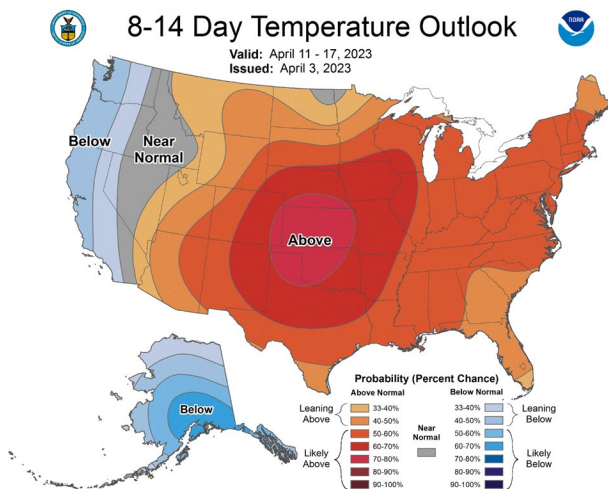 8-14 Day Temperature Outlook
Valid: April 11 - 17, 2023
Issued: April 3, 2023
NOAA
Below
Near
Normal
Above
Below
Probability (Percent Chance)
Above Normal
Below Normal
Leaning
Above
33-40%
40-50%
Likely
Above
50-60%
60-70%
70-80%
80-90%
90-100%
Near
Normal
33-40%
40-50%
Leaning
Below
50-60%
60-70%
70-80%
80-90%
90-100%
Likely
Below